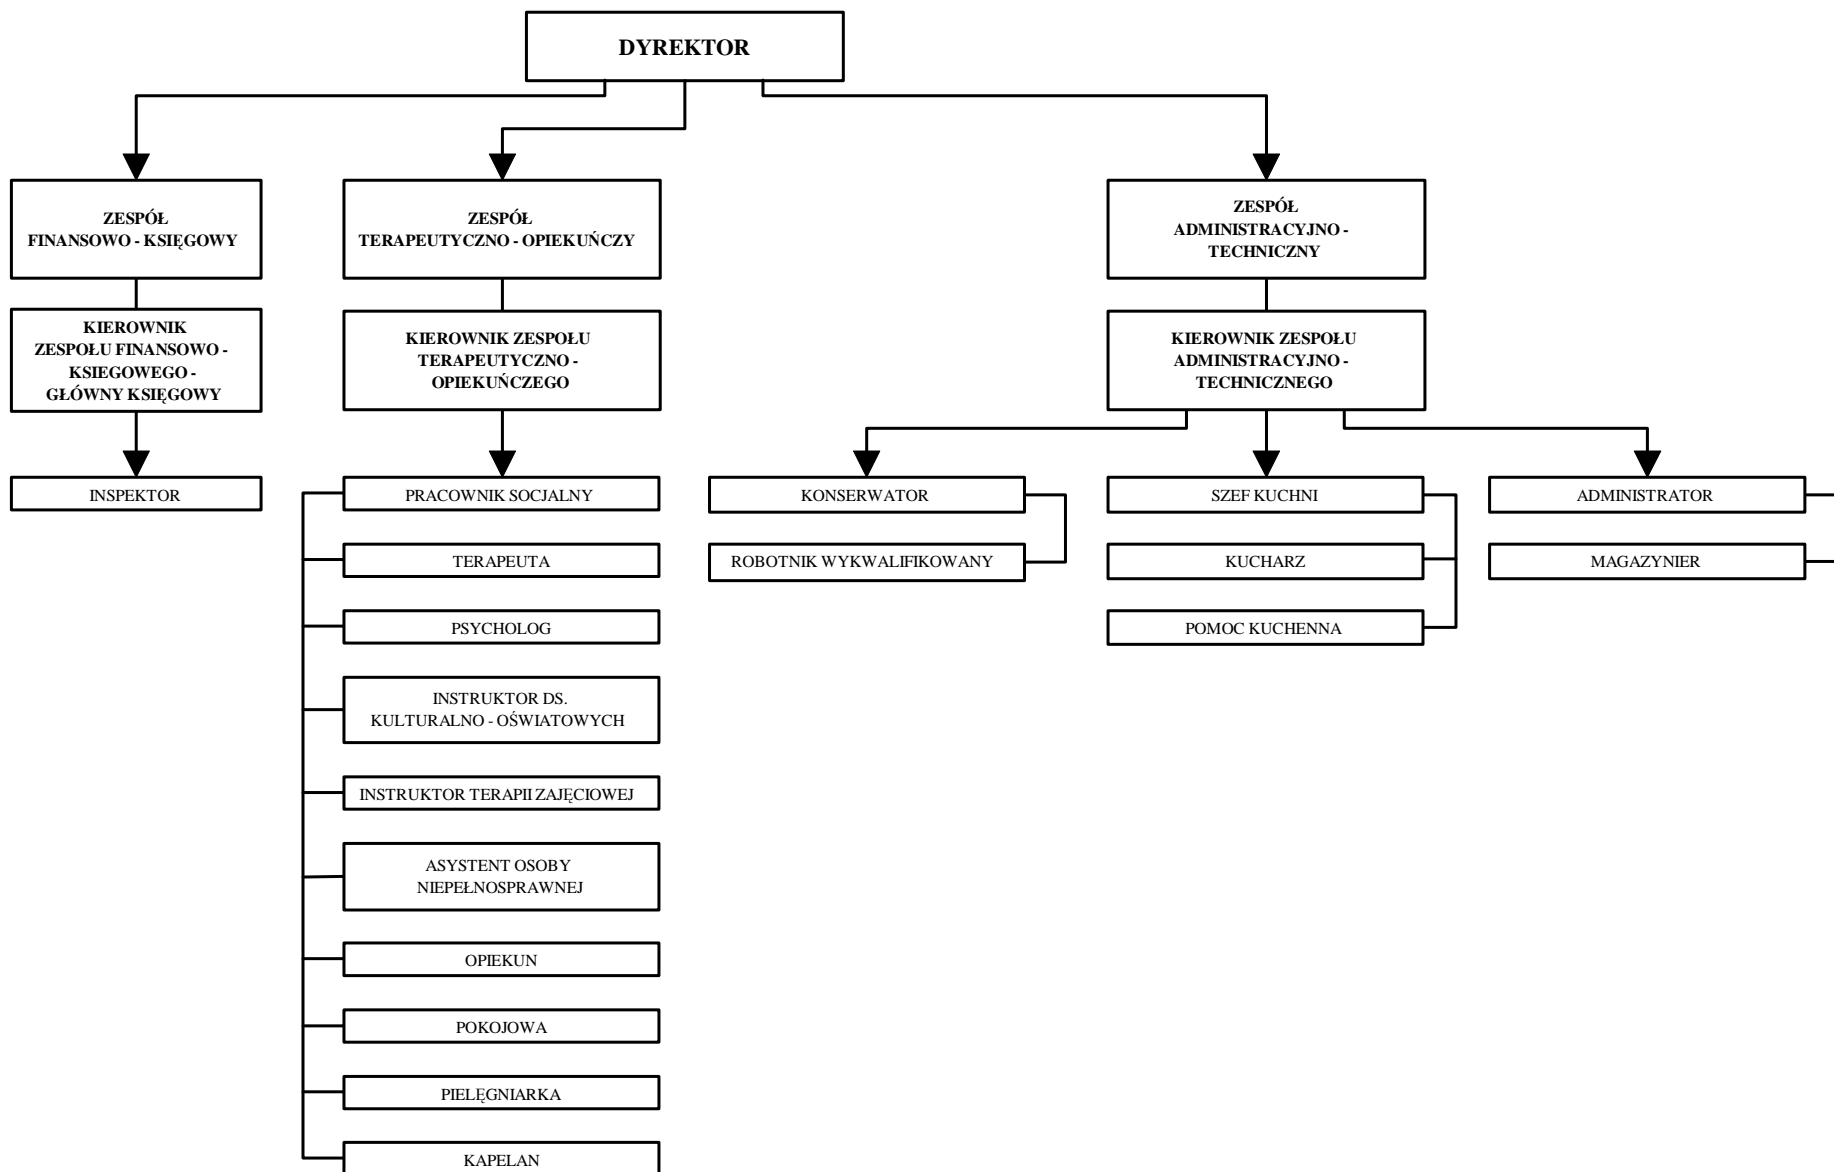 DYREKTOR
ZESPÓŁ
FINANSOWO - KSIĘGOWY
ZESPÓŁ
TERAPEUTYCZNO - OPIEKUŃCZY
ZESPÓŁ
ADMINISTRACYJNO -
TECHNICZNY
KIEROWNIK
ZESPOŁU FINANSOWO -
KSIEGOWEGO -
GŁÓWNY KSIĘGOWY
KIEROWNIK ZESPOŁU
TERAPEUTYCZNO -
OPIEKUŃCZEGO
KIEROWNIK ZESPOŁU
ADMINISTRACYJNO -
TECHNICZNEGO
INSPEKTOR
PRACOWNIK SOCJALNY
TERAPEUTA
PSYCHOLOG
INSTRUKTOR DS.
KULTURALNO - OŚWIATOWYCH
INSTRUKTOR TERAPII ZAJĘCIOWEJ
ASYSTENT OSOBY
NIEPEŁNOSPRAWNEJ
OPIEKUN
POKOJOWA
PIELĘGNIARKA
KAPELAN
KONSERWATOR
ROBOTNIK WYKWALIFIKOWANY
SZEF KUCHNI
KUCHARZ
POMOC KUCHENNA
ADMINISTRATOR
MAGAZYNIER